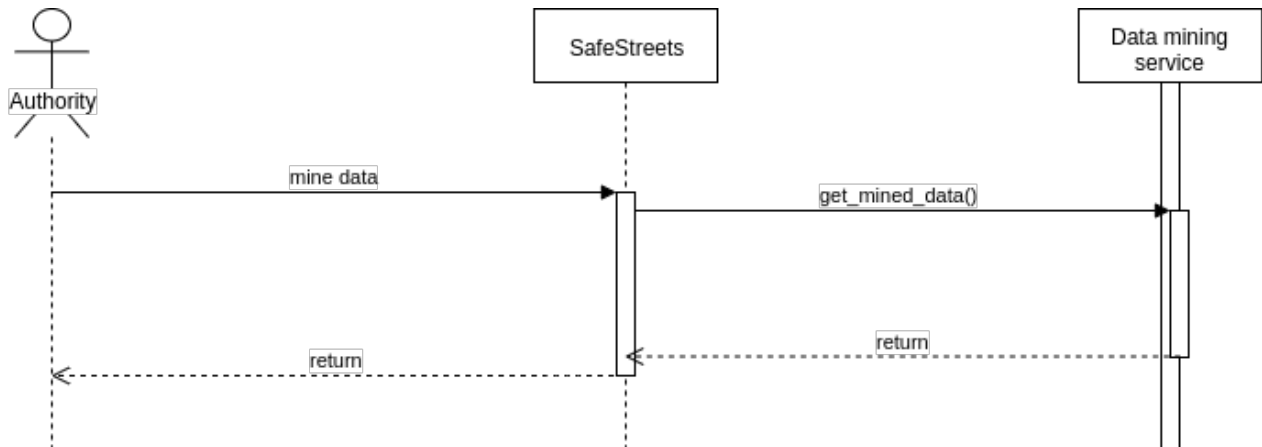 SafeStreets
Data mining
service
Authority
mine data
get_mined_data()
return
return